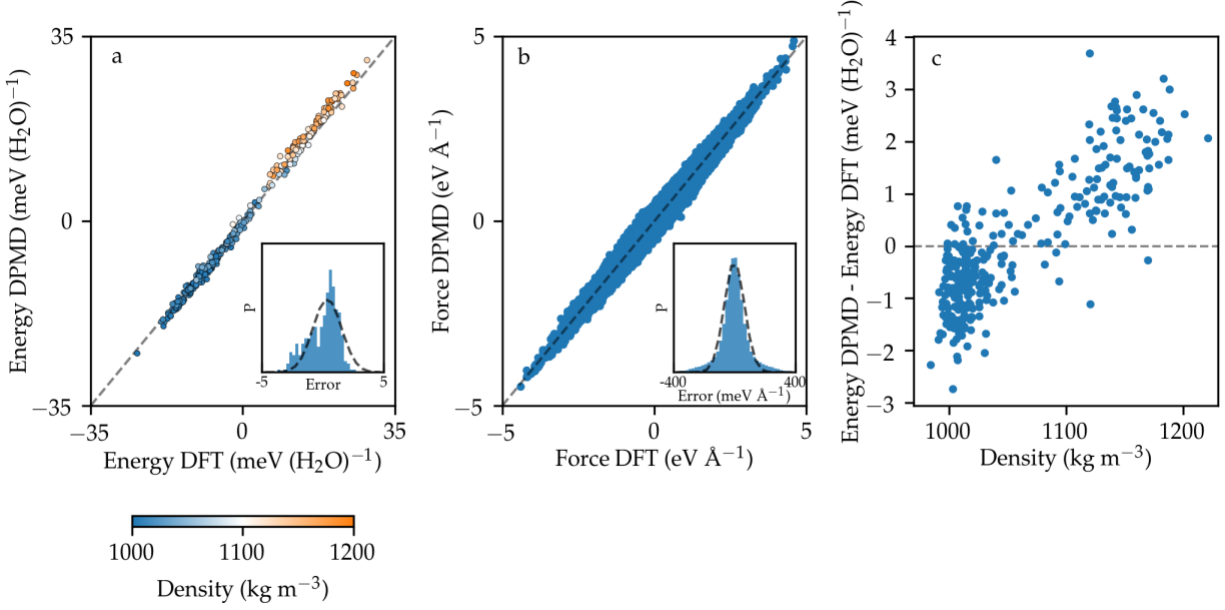 a
35
0
−35
Energy DPMD (meV (H₂O)⁻¹)
−35 0 35
Energy DFT (meV (H₂O)⁻¹)
P
-5 5
Error
b
5
0
−5
Force DPMD (eV Å⁻¹)
−5 0 5
Force DFT (eV Å⁻¹)
P
-400 400
Error (meV Å⁻¹)
c
4
3
2
1
0
−1
−2
−3
Energy DPMD - Energy DFT (meV (H₂O)⁻¹)
1000 1100 1200
Density (kg m⁻³)
1000 1100 1200
Density (kg m⁻³)